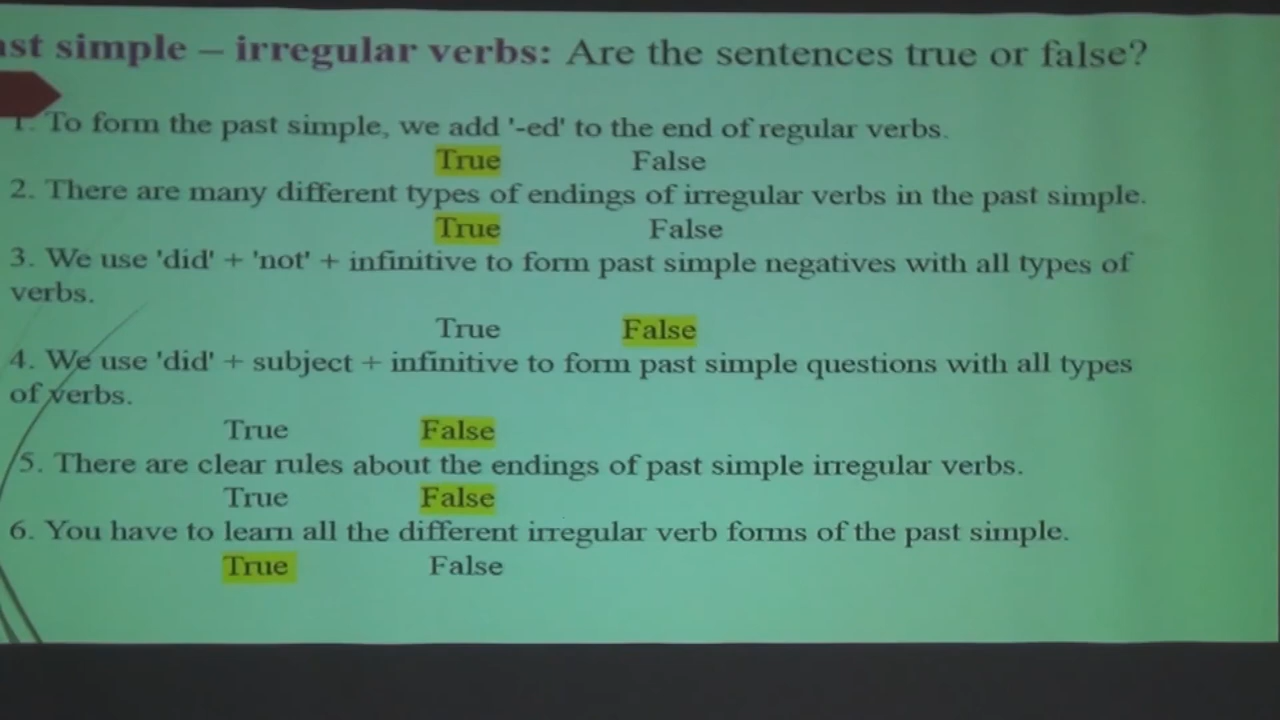 ast simple – irregular verbs: Are the sentences true or false?
1. To form the past simple, we add '-ed' to the end of regular verbs.
True False
2. There are many different types of endings of irregular verbs in the past simple.
True False
3. We use 'did' + 'not' + infinitive to form past simple negatives with all types of
verbs.
True False
4. We use 'did' + subject + infinitive to form past simple questions with all types
of verbs.
True False
5. There are clear rules about the endings of past simple irregular verbs.
True False
6. You have to learn all the different irregular verb forms of the past simple.
True False